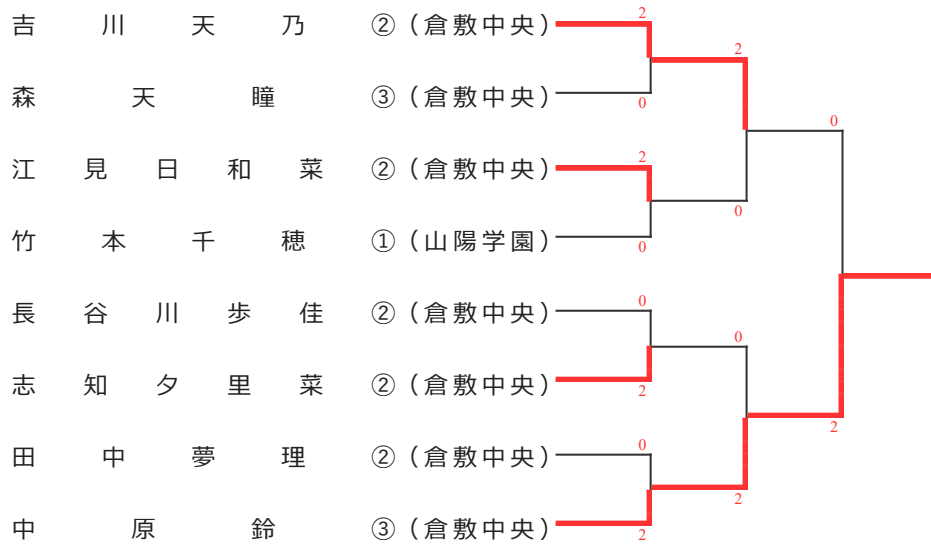 吉川天乃 ②（倉敷中央） 2
2
森天瞳 ③（倉敷中央） 0
0
江見日和菜 ②（倉敷中央） 2
0
竹本千穂 ①（山陽学園） 0
長谷川歩佳 ②（倉敷中央） 0
0
志知夕里菜 ②（倉敷中央） 2
2
田中夢理 ②（倉敷中央） 0
2
中原鈴 ③（倉敷中央） 2